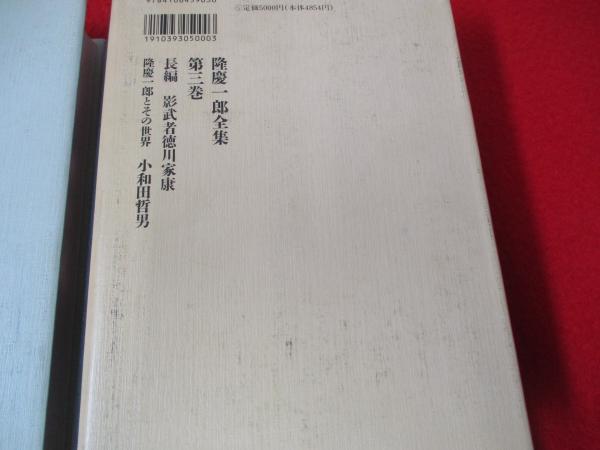 9784106459030
1910393050003
定価5000円(本体4854円)
隆慶一郎全集
第三巻
長編 影武者徳川家康
隆慶一郎とその世界 小和田哲男